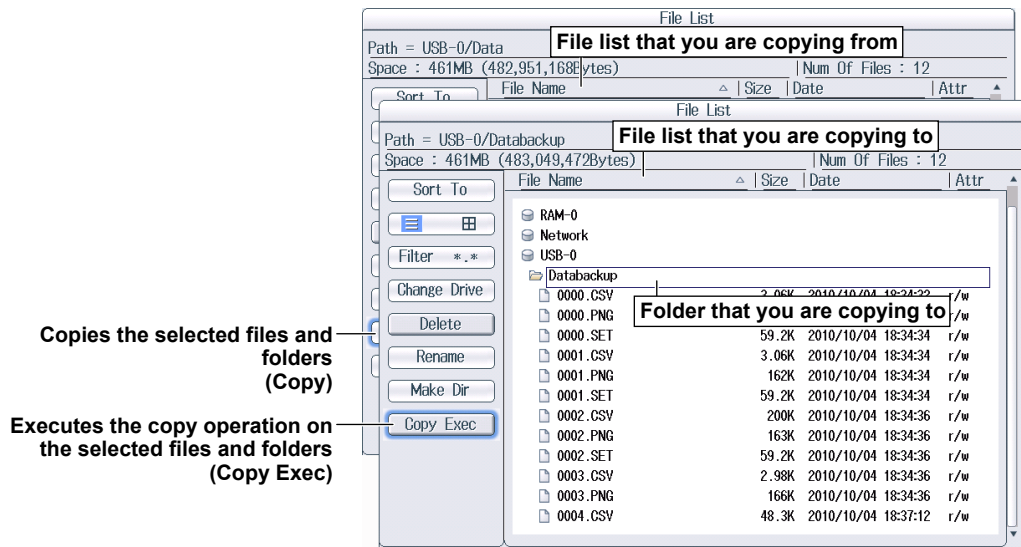 File List
Path = USB-0/Data
File list that you are copying from
Space : 461MB (482,951,168Bytes) Num Of Files : 12
File Name Size Date Attr
Sort To
File List
Path = USB-0/Databackup
File list that you are copying to
Space : 461MB (483,049,472Bytes) Num Of Files : 12
File Name Size Date Attr
Sort To
Filter *.*
Change Drive
Delete
Rename
Make Dir
Copy Exec
RAM-0
Network
USB-0
Databackup
0000.CSV 3.06K 2010/10/04 18:34:32 r/w
Folder that you are copying to
0000.PNG r/w
0000.SET 59.2K 2010/10/04 18:34:34 r/w
0001.CSV 3.06K 2010/10/04 18:34:34 r/w
0001.PNG 162K 2010/10/04 18:34:34 r/w
0001.SET 59.2K 2010/10/04 18:34:34 r/w
0002.CSV 200K 2010/10/04 18:34:36 r/w
0002.PNG 163K 2010/10/04 18:34:36 r/w
0002.SET 59.2K 2010/10/04 18:34:36 r/w
0003.CSV 2.98K 2010/10/04 18:34:36 r/w
0003.PNG 166K 2010/10/04 18:34:36 r/w
0004.CSV 48.3K 2010/10/04 18:37:12 r/w
Copies the selected files and
folders
(Copy)
Executes the copy operation on
the selected files and folders
(Copy Exec)